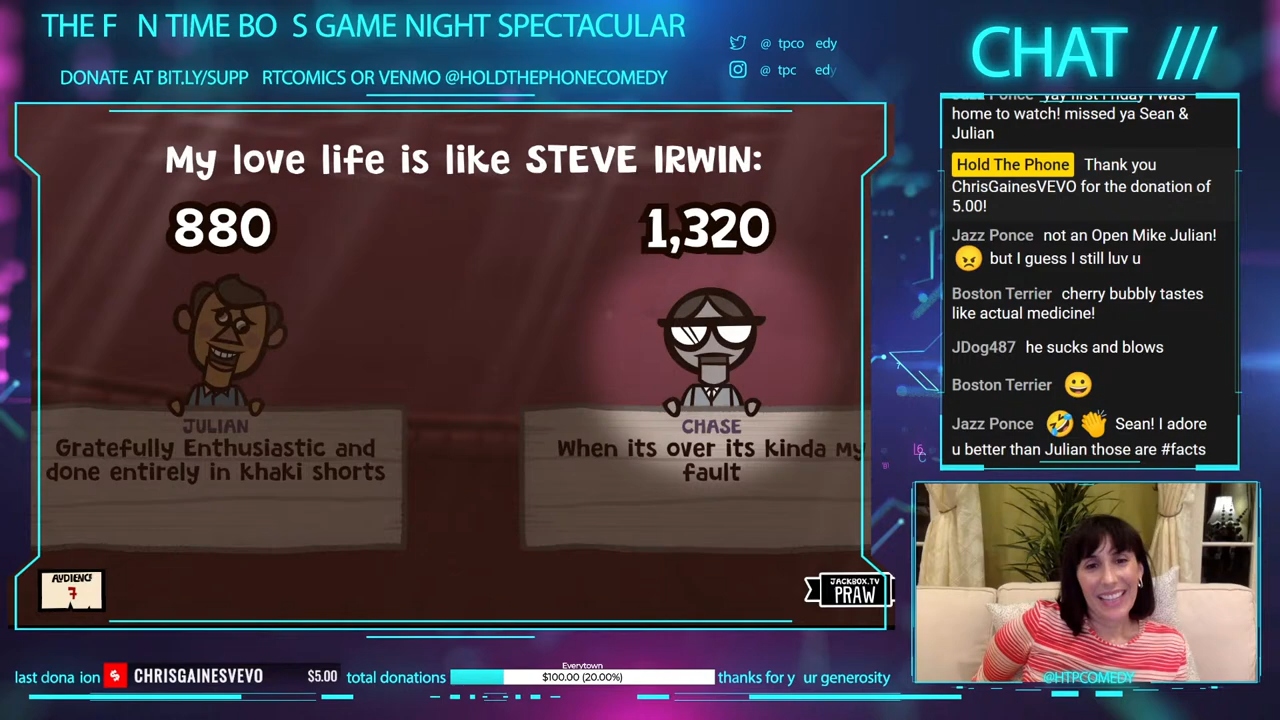 THE F N TIME BO S GAME NIGHT SPECTACULAR
DONATE AT BIT.LY/SUPP RTCOMICS OR VENMO @HOLDTHEPHONECOMEDY
@ tpco edy
@ tpc edy
CHAT ///
My love life is like STEVE IRWIN:
880
1,320
JULIAN
Gratefully Enthusiastic and
done entirely in khaki shorts
CHASE
When its over its kinda my
fault
AUDIENCE
7
JACKBOX.TV
PRAW
Jazz Ponce yay first Friday I was
home to watch! missed ya Sean &
Julian
Hold The Phone Thank you
ChrisGainesVEVO for the donation of
5.00!
Jazz Ponce not an Open Mike Julian!
😠 but I guess I still luv u
Boston Terrier cherry bubbly tastes
like actual medicine!
JDog487 he sucks and blows
Boston Terrier 😀
Jazz Ponce 🤣 👏 Sean! I adore
u better than Julian those are #facts
@HTPCOMEDY
last dona ion CHRISGAINESVEVO $5.00 total donations
Everytown
$100.00 (20.00%)
thanks for y ur generosity